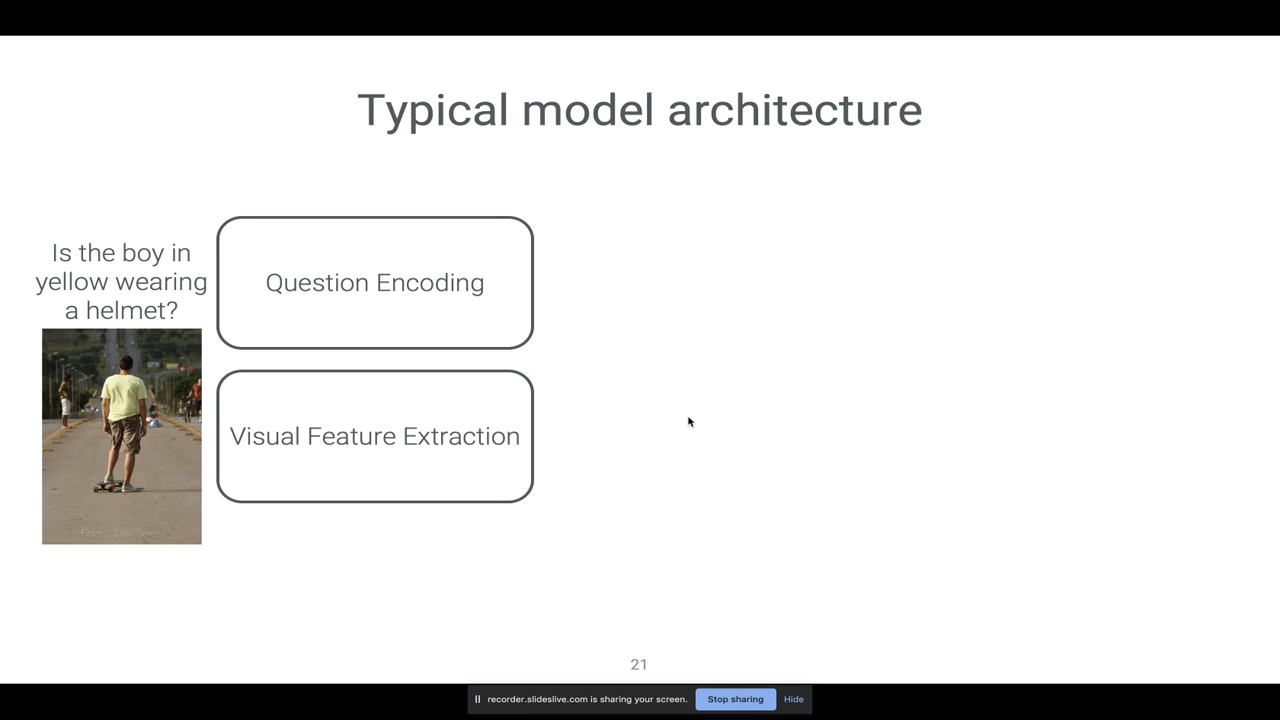 Typical model architecture
Is the boy in
yellow wearing
a helmet?
Question Encoding
Visual Feature Extraction
21
recorder.slideslive.com is sharing your screen.
Stop sharing
Hide